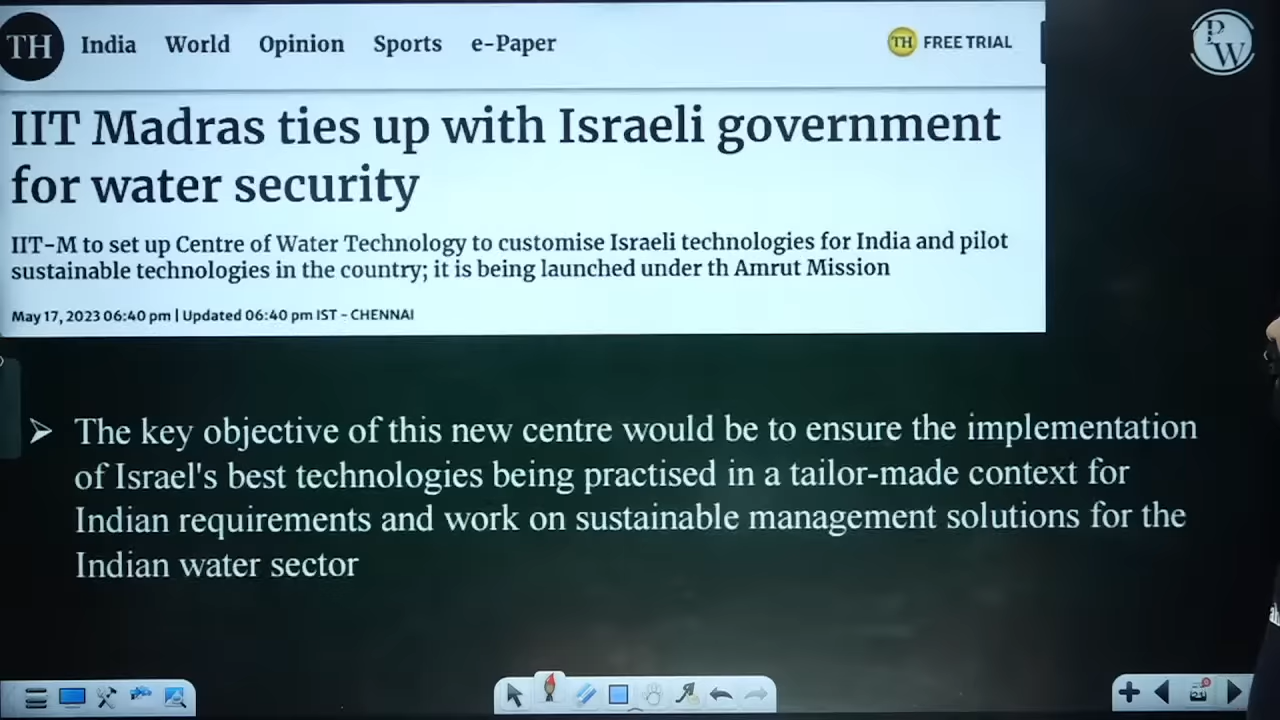 TH India World Opinion Sports e-Paper TH FREE TRIAL
PW
IIT Madras ties up with Israeli government
for water security
IIT-M to set up Centre of Water Technology to customise Israeli technologies for India and pilot
sustainable technologies in the country; it is being launched under th Amrut Mission
May 17, 2023 06:40 pm | Updated 06:40 pm IST - CHENNAI
➤ The key objective of this new centre would be to ensure the implementation
of Israel's best technologies being practised in a tailor-made context for
Indian requirements and work on sustainable management solutions for the
Indian water sector